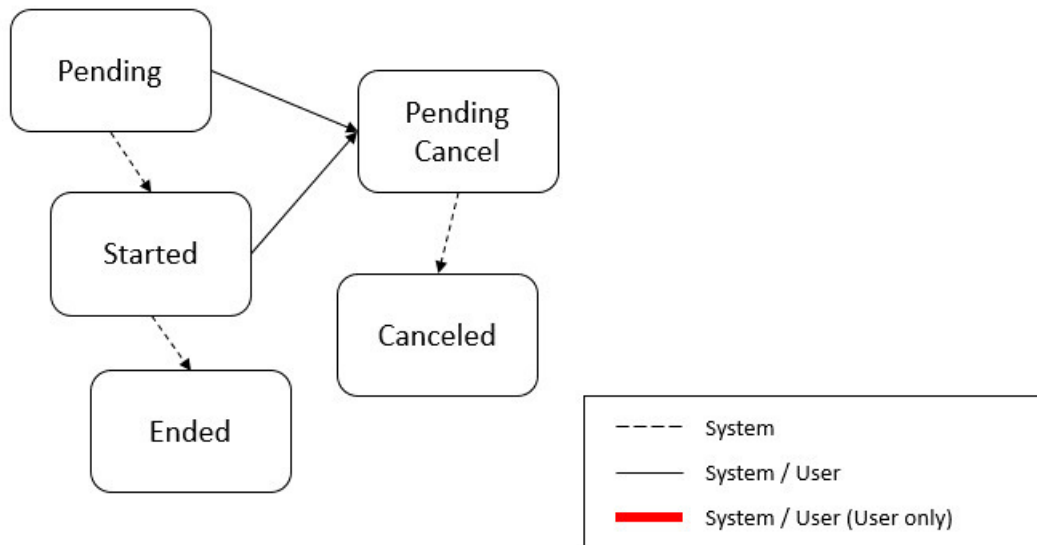 Pending
Pending
Cancel
Started
Canceled
Ended
System
System / User
System / User (User only)